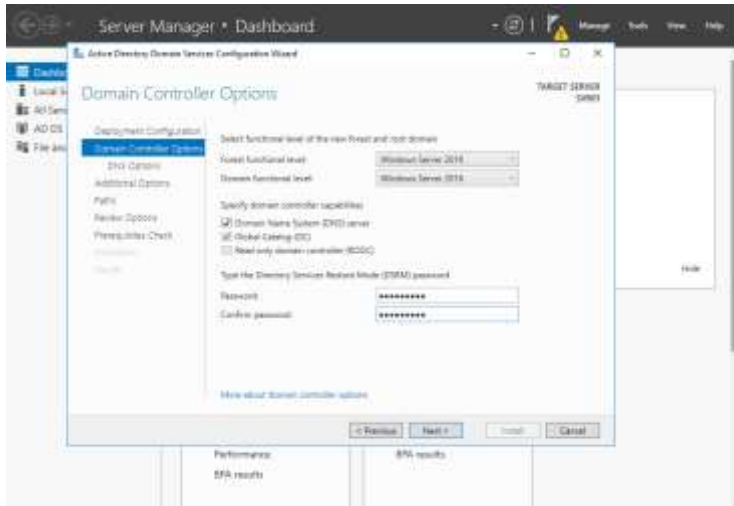 Server Manager • Dashboard
Manage Tools View Help
Active Directory Domain Services Configuration Wizard
Domain Controller Options
TARGET SERVER
Deployment Configuration
Domain Controller Options
DNS Options
Additional Options
Paths
Review Options
Prerequisites Check
Select functional level of the new forest and root domain
Forest functional level:
Windows Server 2016
Domain functional level:
Windows Server 2016
Specify domain controller capabilities
Domain Name System (DNS) server
Global Catalog (GC)
Read only domain controller (RODC)
Type the Directory Services Restore Mode (DSRM) password
Password:
•••••••••
Confirm password:
•••••••••
More about domain controller options
< Previous
Next >
Install
Cancel
AD DS
Hide
Performance
BPA results
BPA results